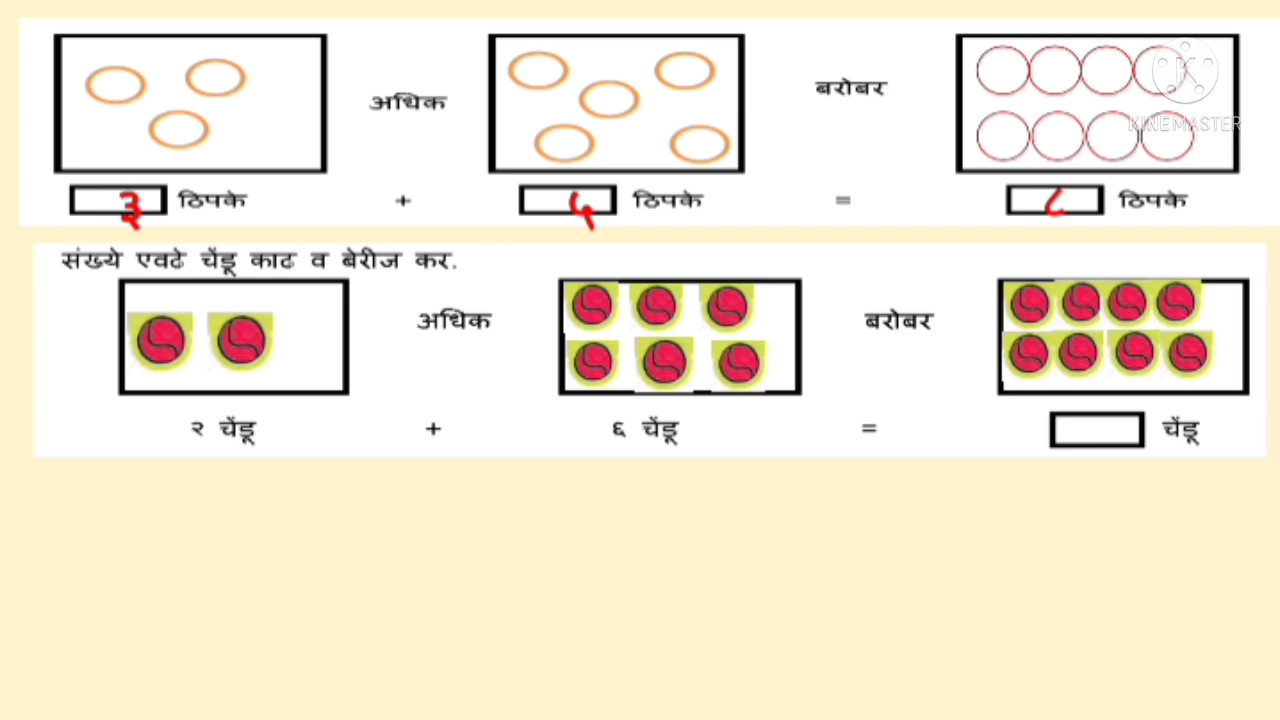 अधिक बरोबर
३ ठिपके + ५ ठिपके = ८ ठिपके
KINEMASTER
संख्ये एवढे चेंडू काढ व बेरीज कर.
अधिक बरोबर
२ चेंडू + ६ चेंडू = चेंडू